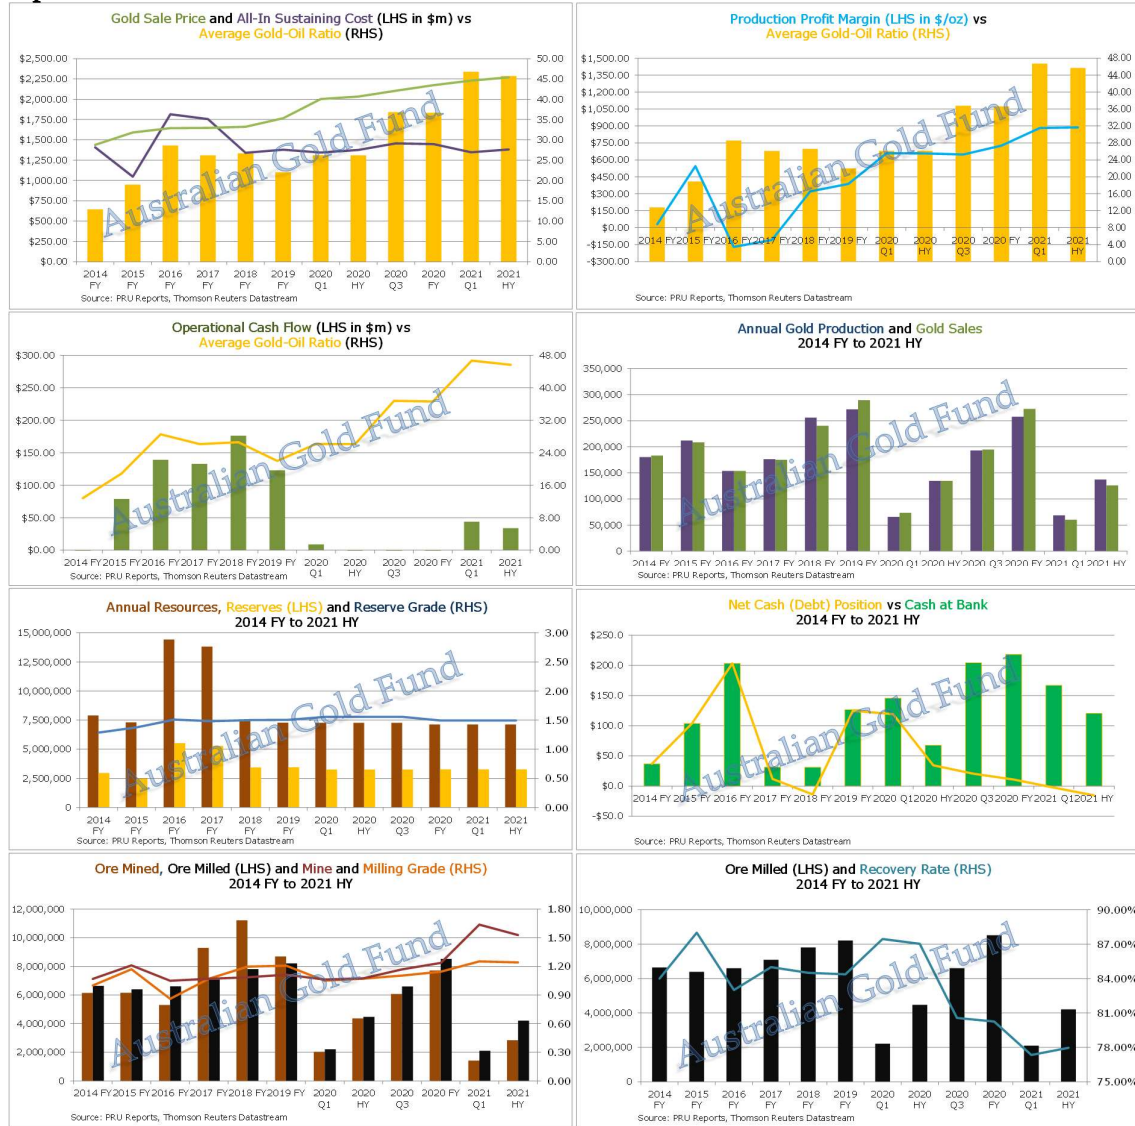 Gold Sale Price and All-In Sustaining Cost (LHS in $m) vs
Average Gold-Oil Ratio (RHS)
$2,500.00
$2,250.00
$2,000.00
$1,750.00
$1,500.00
$1,250.00
$1,000.00
$750.00
$500.00
$250.00
$0.00
50.00
45.00
40.00
35.00
30.00
25.00
20.00
15.00
10.00
5.00
0.00
Australian Gold Fund
2014 FY
2015 FY
2016 FY
2017 FY
2018 FY
2019 FY
2020 Q1
2020 HY
2020 Q3
2020 FY
2021 Q1
2021 HY
Source: PRU Reports, Thomson Reuters Datastream
Production Profit Margin (LHS in $/oz) vs
Average Gold-Oil Ratio (RHS)
$1,500.00
$1,350.00
$1,200.00
$1,050.00
$900.00
$750.00
$600.00
$450.00
$300.00
$150.00
$0.00
-$150.00
-$300.00
48.00
44.00
40.00
36.00
32.00
28.00
24.00
20.00
16.00
12.00
8.00
4.00
0.00
Australian Gold Fund
2014 FY
2015 FY
2016 FY
2017 FY
2018 FY
2019 FY
2020 Q1
2020 HY
2020 Q3
2020 FY
2021 Q1
2021 HY
Source: PRU Reports, Thomson Reuters Datastream
Operational Cash Flow (LHS in $m) vs
Average Gold-Oil Ratio (RHS)
$300.00
$250.00
$200.00
$150.00
$100.00
$50.00
$0.00
48.00
40.00
32.00
24.00
16.00
8.00
0.00
Australian Gold Fund
2014 FY
2015 FY
2016 FY
2017 FY
2018 FY
2019 FY
2020 Q1
2020 HY
2020 Q3
2020 FY
2021 Q1
2021 HY
Source: PRU Reports, Thomson Reuters Datastream
Annual Gold Production and Gold Sales
2014 FY to 2021 HY
350,000
300,000
250,000
200,000
150,000
100,000
50,000
0
Australian Gold Fund
2014 FY
2015 FY
2016 FY
2017 FY
2018 FY
2019 FY
2020 Q1
2020 HY
2020 Q3
2020 FY
2021 Q1
2021 HY
Source: PRU Reports, Thomson Reuters Datastream
Annual Resources, Reserves (LHS) and Reserve Grade (RHS)
2014 FY to 2021 HY
15,000,000
12,500,000
10,000,000
7,500,000
5,000,000
2,500,000
0
3.00
2.50
2.00
1.50
1.00
0.50
0.00
Australian Gold Fund
2014 FY
2015 FY
2016 FY
2017 FY
2018 FY
2019 FY
2020 Q1
2020 HY
2020 Q3
2020 FY
2021 Q1
2021 HY
Source: PRU Reports, Thomson Reuters Datastream
Net Cash (Debt) Position vs Cash at Bank
2014 FY to 2021 HY
$250.0
$200.0
$150.0
$100.0
$50.0
$0.0
-$50.0
Australian Gold Fund
2014 FY
2015 FY
2016 FY
2017 FY
2018 FY
2019 FY
2020 Q1
2020 HY
2020 Q3
2020 FY
2021 Q1
2021 HY
Source: PRU Reports, Thomson Reuters Datastream
Ore Mined, Ore Milled (LHS) and Mine and Milling Grade (RHS)
2014 FY to 2021 HY
12,000,000
10,000,000
8,000,000
6,000,000
4,000,000
2,000,000
0
1.80
1.50
1.20
0.90
0.60
0.30
0.00
Australian Gold Fund
2014 FY
2015 FY
2016 FY
2017 FY
2018 FY
2019 FY
2020 Q1
2020 HY
2020 Q3
2020 FY
2021 Q1
2021 HY
Source: PRU Reports, Thomson Reuters Datastream
Ore Milled (LHS) and Recovery Rate (RHS)
2014 FY to 2021 HY
10,000,000
8,000,000
6,000,000
4,000,000
2,000,000
0
90.00%
87.00%
84.00%
81.00%
78.00%
75.00%
Australian Gold Fund
2014 FY
2015 FY
2016 FY
2017 FY
2018 FY
2019 FY
2020 Q1
2020 HY
2020 Q3
2020 FY
2021 Q1
2021 HY
Source: PRU Reports, Thomson Reuters Datastream